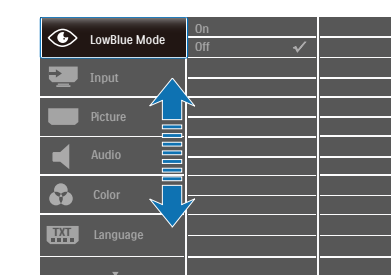 LowBlue Mode
On
Off
Input
Picture
Audio
Color
TXT
Language